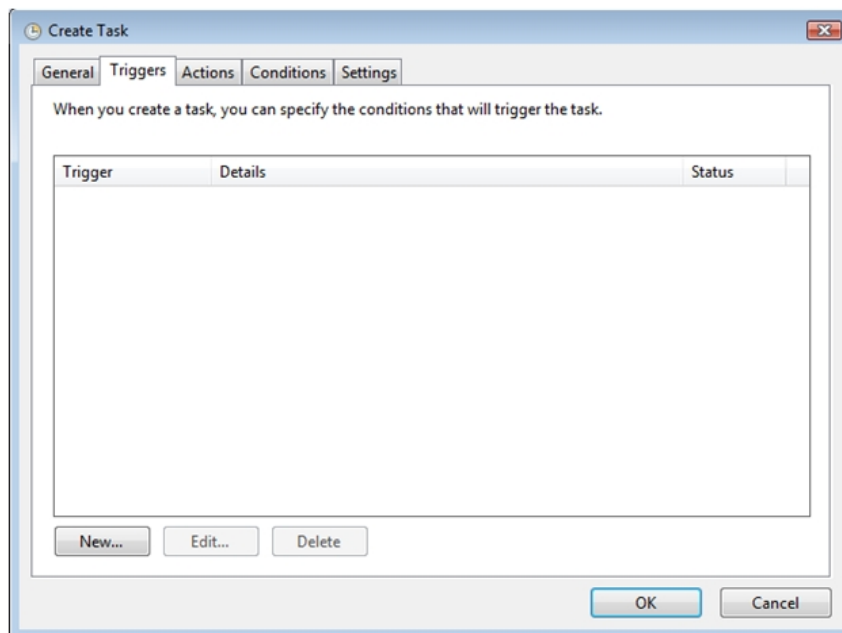 Create Task
General Triggers Actions Conditions Settings
When you create a task, you can specify the conditions that will trigger the task.
Trigger Details Status
New... Edit... Delete
OK Cancel